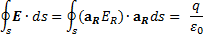 ∮ₛ E · ds = ∮ₛ (a_R E_R) · a_R ds = q/ε₀